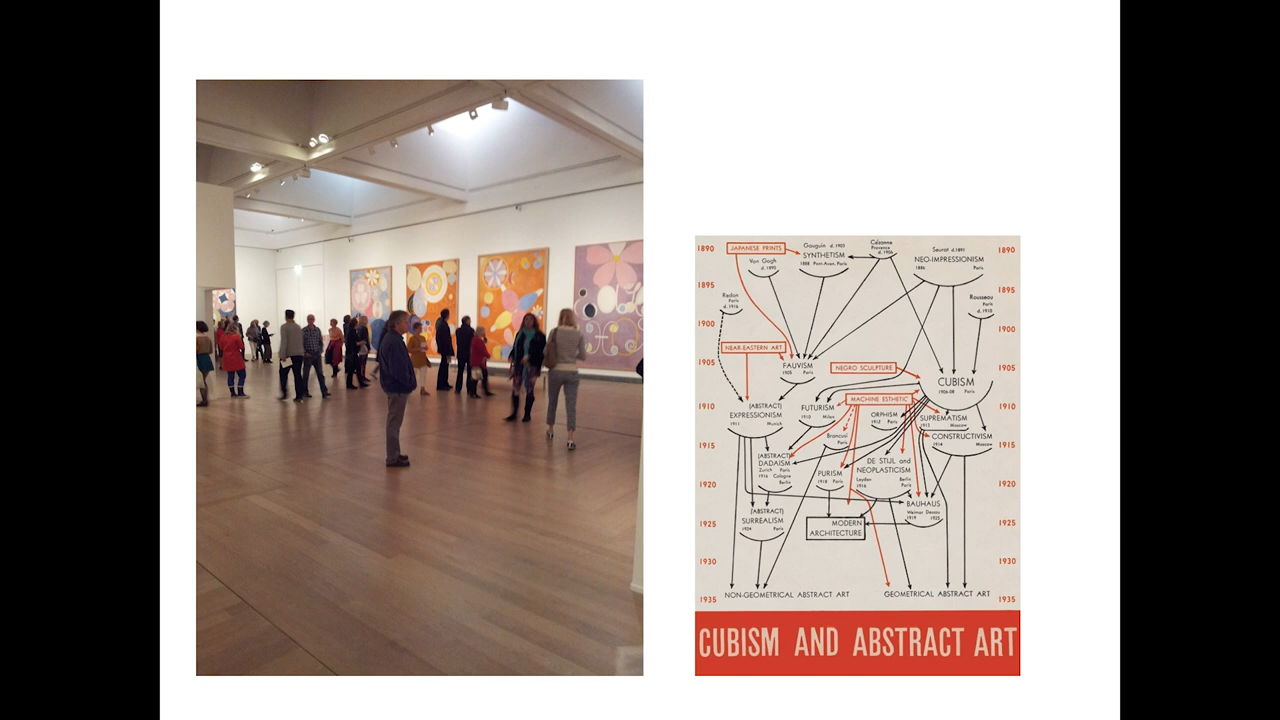 1890
JAPANESE PRINTS
Gauguin d. 1903
SYNTHETISM
1888 Pont-Aven, Paris
Cézanne
Provence
d. 1906
Seurat d.1891
NEO-IMPRESSIONISM
1886 Paris
1890
Van Gogh
d. 1890
1895
Redon
Paris
d. 1916
Rousseau
Paris
d. 1910
1895
1900
1900
NEAR-EASTERN ART
1905
FAUVISM
1905 Paris
NEGRO SCULPTURE
CUBISM
1906-08 Paris
1905
MACHINE ESTHETIC
1910
(ABSTRACT)
EXPRESSIONISM
1911 Munich
FUTURISM
1910 Milan
ORPHISM
1912 Paris
SUPREMATISM
1913 Moscow
1910
Brancusi
Paris
CONSTRUCTIVISM
1914 Moscow
1915
1915
(ABSTRACT)
DADAISM
Zurich Paris
1916 Cologne
Berlin
PURISM
1918 Paris
DE STIJL and
NEOPLASTICISM
Leyden Berlin
1916 Paris
1920
1920
(ABSTRACT)
SURREALISM
1924 Paris
MODERN
ARCHITECTURE
BAUHAUS
Weimar Dessau
1919 1925
1925
1925
1930
1930
1935
NON-GEOMETRICAL ABSTRACT ART
GEOMETRICAL ABSTRACT ART
1935
CUBISM AND ABSTRACT ART